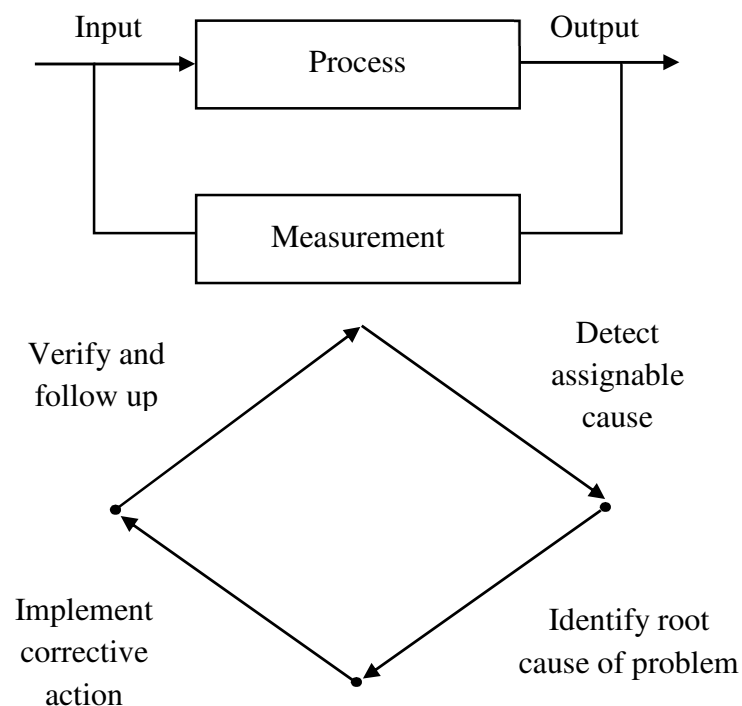 Input
Process
Output
Measurement
Verify and
follow up
Detect
assignable
cause
Implement
corrective
action
Identify root
cause of problem